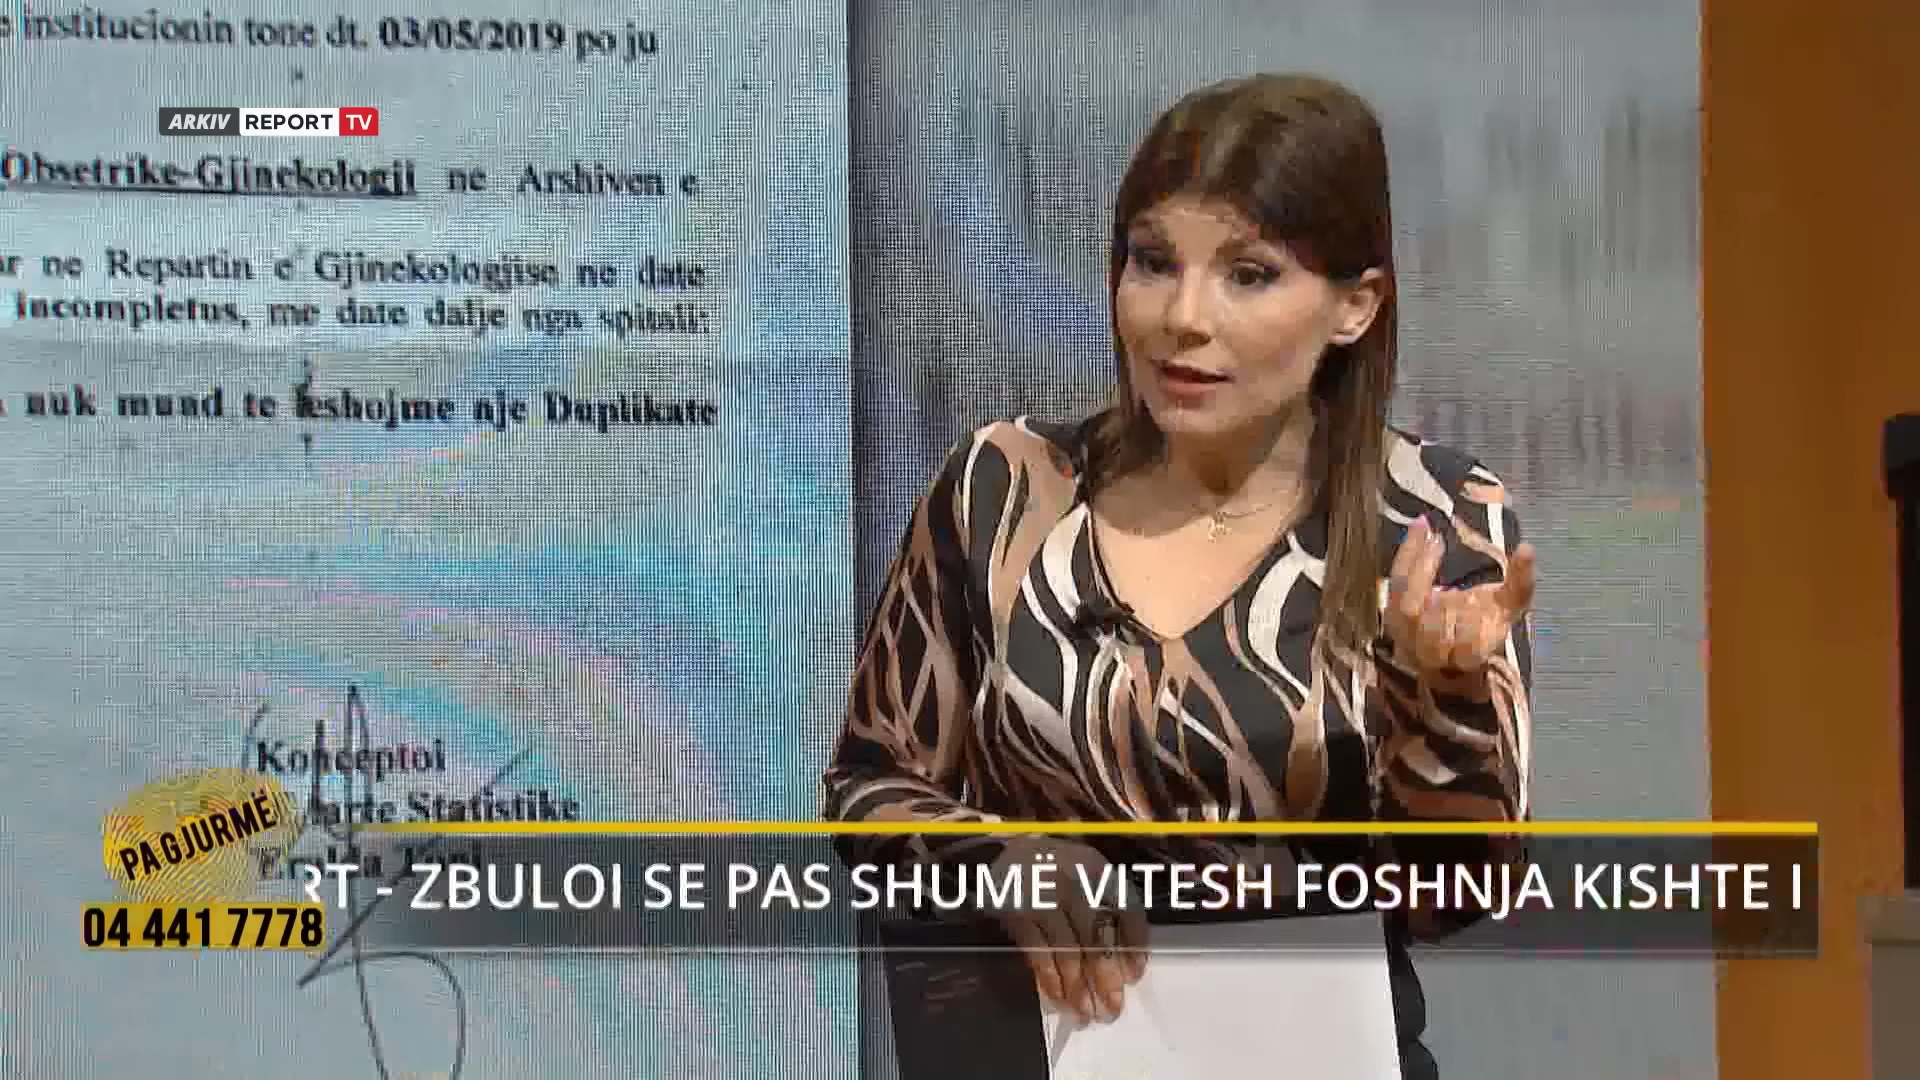 e institucionin tone dt. 03/05/2019 po ju
ARKIV REPORT TV
Obsetrike-Gjinekologji ne Arshiven e
ne Repartin e Gjinekologjise ne date
incompletus, me date dalje nga spitali:
nuk mund te leshojme nje Duplikate
Konceptoi
Statistike
PA GJURMË
RT - ZBULOI SE PAS SHUMË VITESH FOSHNJA KISHTE I
04 441 7778